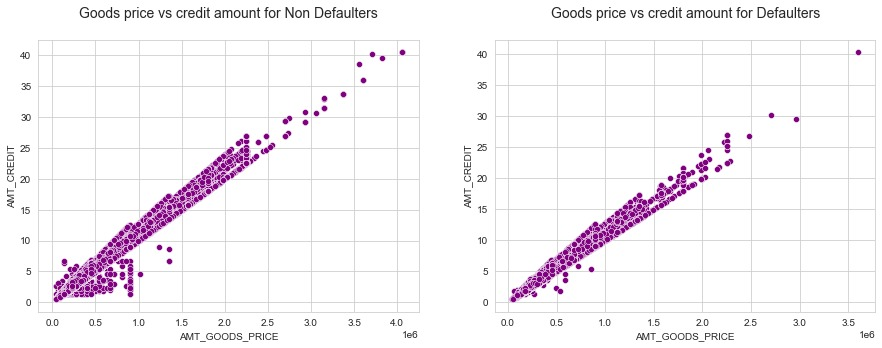 Goods price vs credit amount for Non Defaulters
Goods price vs credit amount for Defaulters
AMT_CREDIT
40
35
30
25
20
15
10
5
0
0.0 0.5 1.0 1.5 2.0 2.5 3.0 3.5 4.0
1e6
AMT_GOODS_PRICE
AMT_CREDIT
40
35
30
25
20
15
10
5
0
0.0 0.5 1.0 1.5 2.0 2.5 3.0 3.5
1e6
AMT_GOODS_PRICE